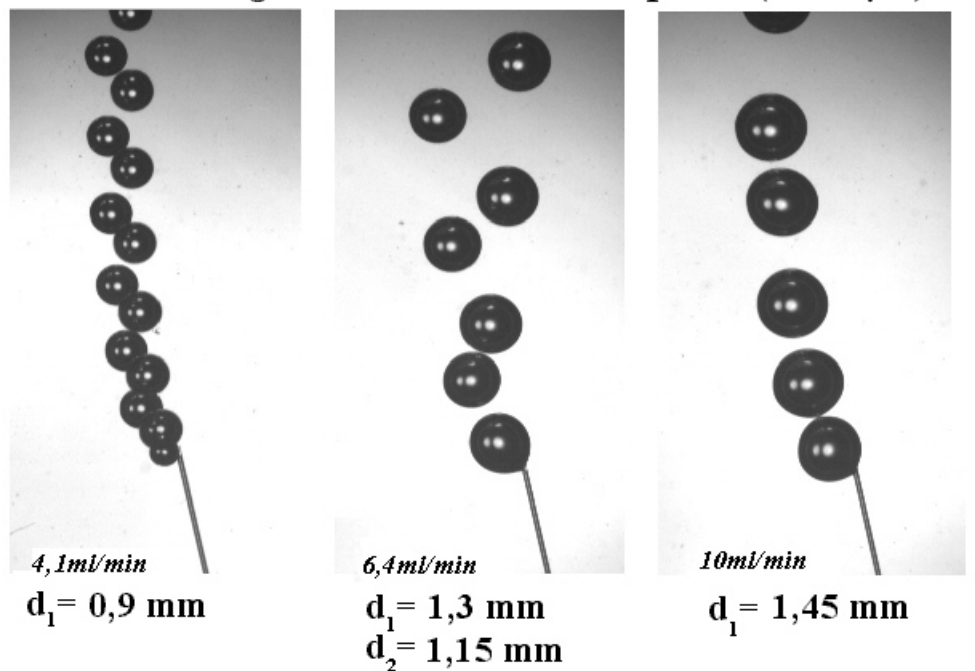 4,1ml/min
d₁= 0,9 mm
6,4ml/min
d₁= 1,3 mm
d₂= 1,15 mm
10ml/min
d₁= 1,45 mm